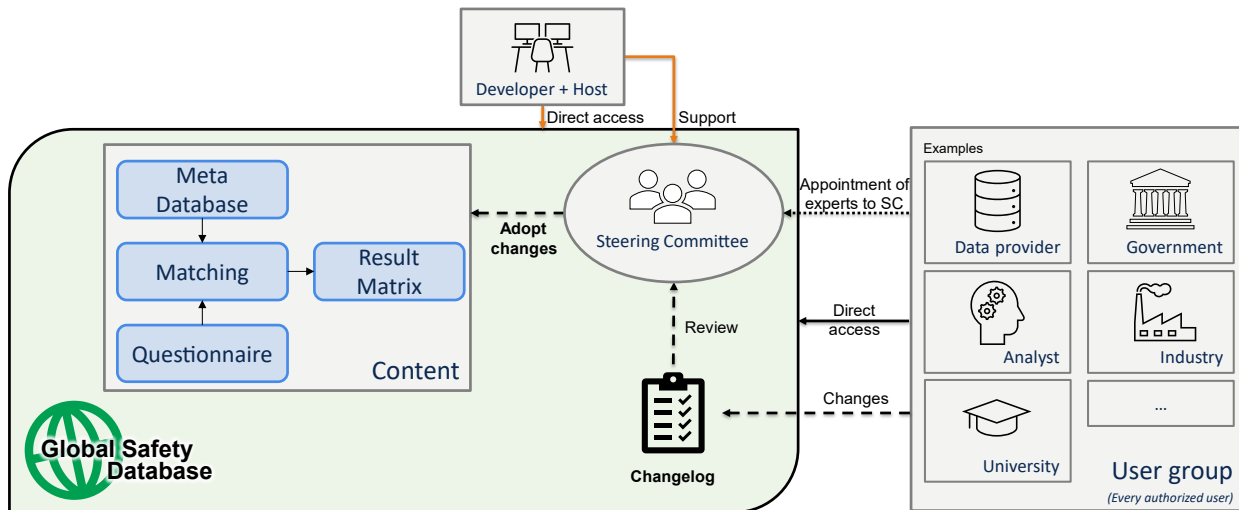 Developer + Host
Direct access
Support
Meta
Database
Matching
Result
Matrix
Questionnaire
Content
Adopt
changes
Steering Committee
Review
Changelog
Global Safety
Database
Appointment of
experts to SC
Direct
access
Changes
Examples
Data provider
Government
Analyst
Industry
University
...
User group
(Every authorized user)